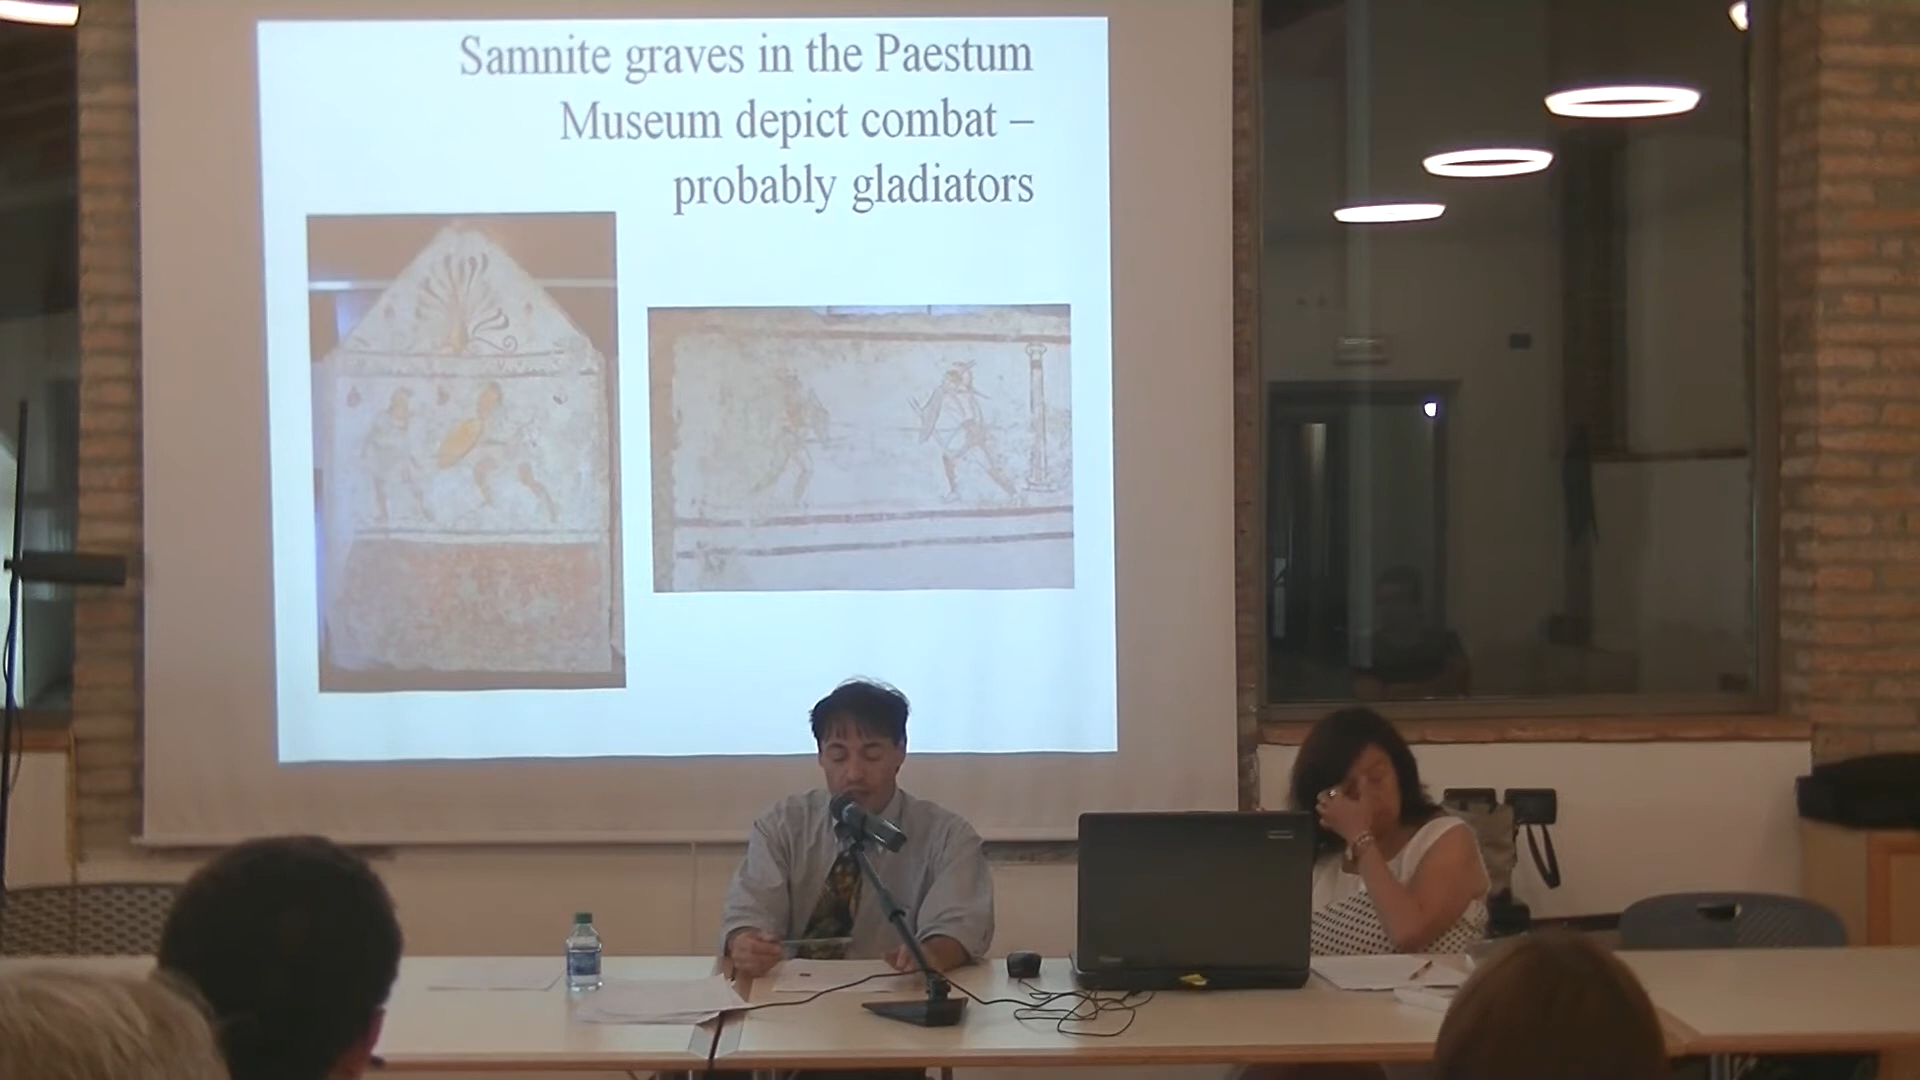 Samnite graves in the Paestum
Museum depict combat –
probably gladiators